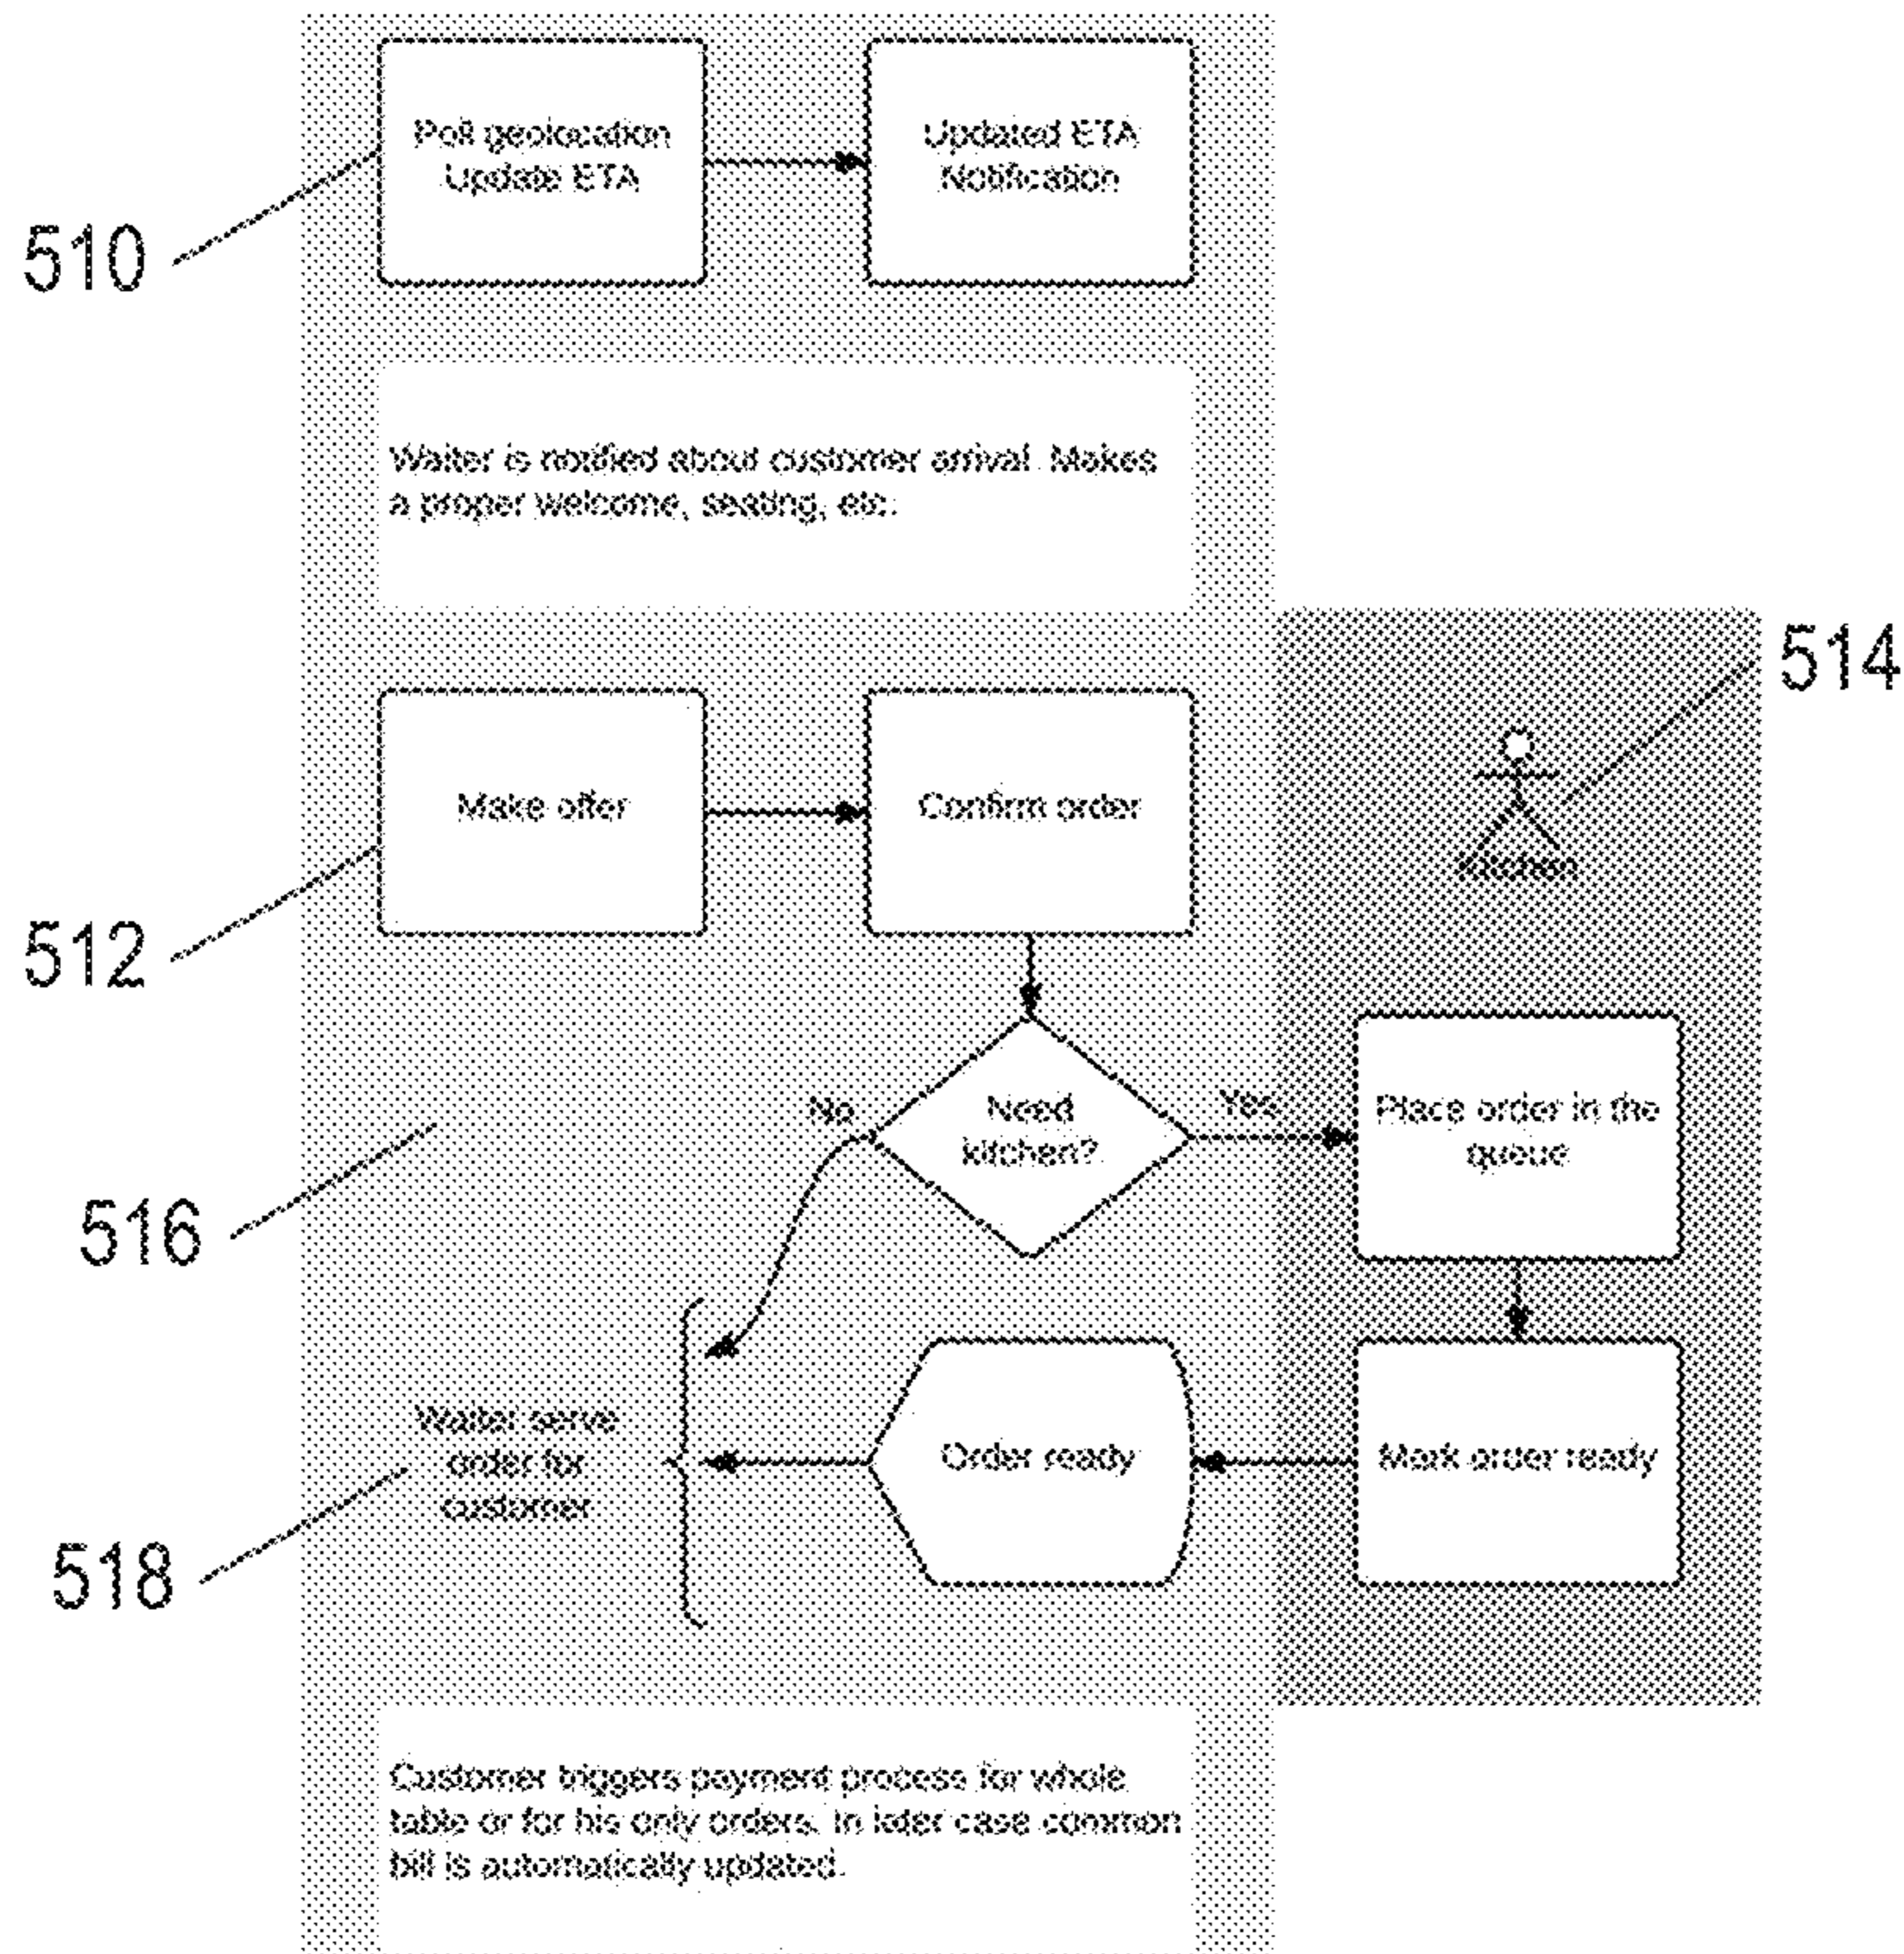 Poll geolocation
Update ETA
Updated ETA
Notification
510
Waiter is notified about customer arrival. Makes
a proper welcome, seating, etc.
514
Make offer
Confirm order
Kitchen
512
No
Need
kitchen?
Yes
Place order in the
queue
516
Waiter serve
order for
customer
Order ready
Mark order ready
518
Customer triggers payment process for whole
table or for his only orders. In later case common
bill is automatically updated.